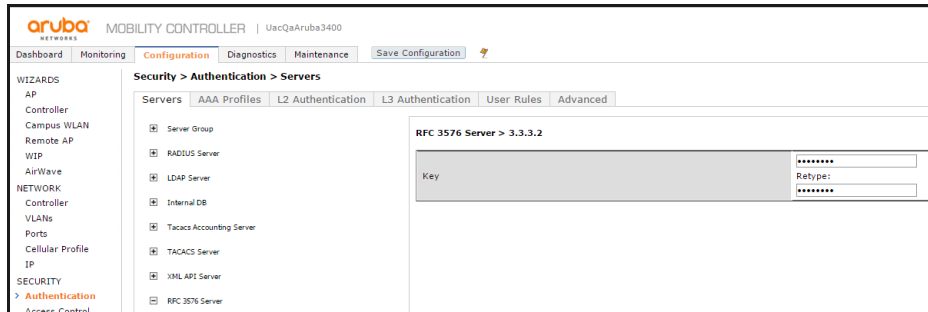 aruba NETWORKS MOBILITY CONTROLLER | UacQaAruba3400
Dashboard Monitoring Configuration Diagnostics Maintenance Save Configuration
WIZARDS
AP
Controller
Campus WLAN
Remote AP
WIP
AirWave
NETWORK
Controller
VLANs
Ports
Cellular Profile
IP
SECURITY
> Authentication
Access Control
Security > Authentication > Servers
Servers AAA Profiles L2 Authentication L3 Authentication User Rules Advanced
Server Group
RADIUS Server
LDAP Server
Internal DB
Tacacs Accounting Server
TACACS Server
XML API Server
RFC 3576 Server
RFC 3576 Server > 3.3.3.2
Key
••••••••
Retype:
••••••••